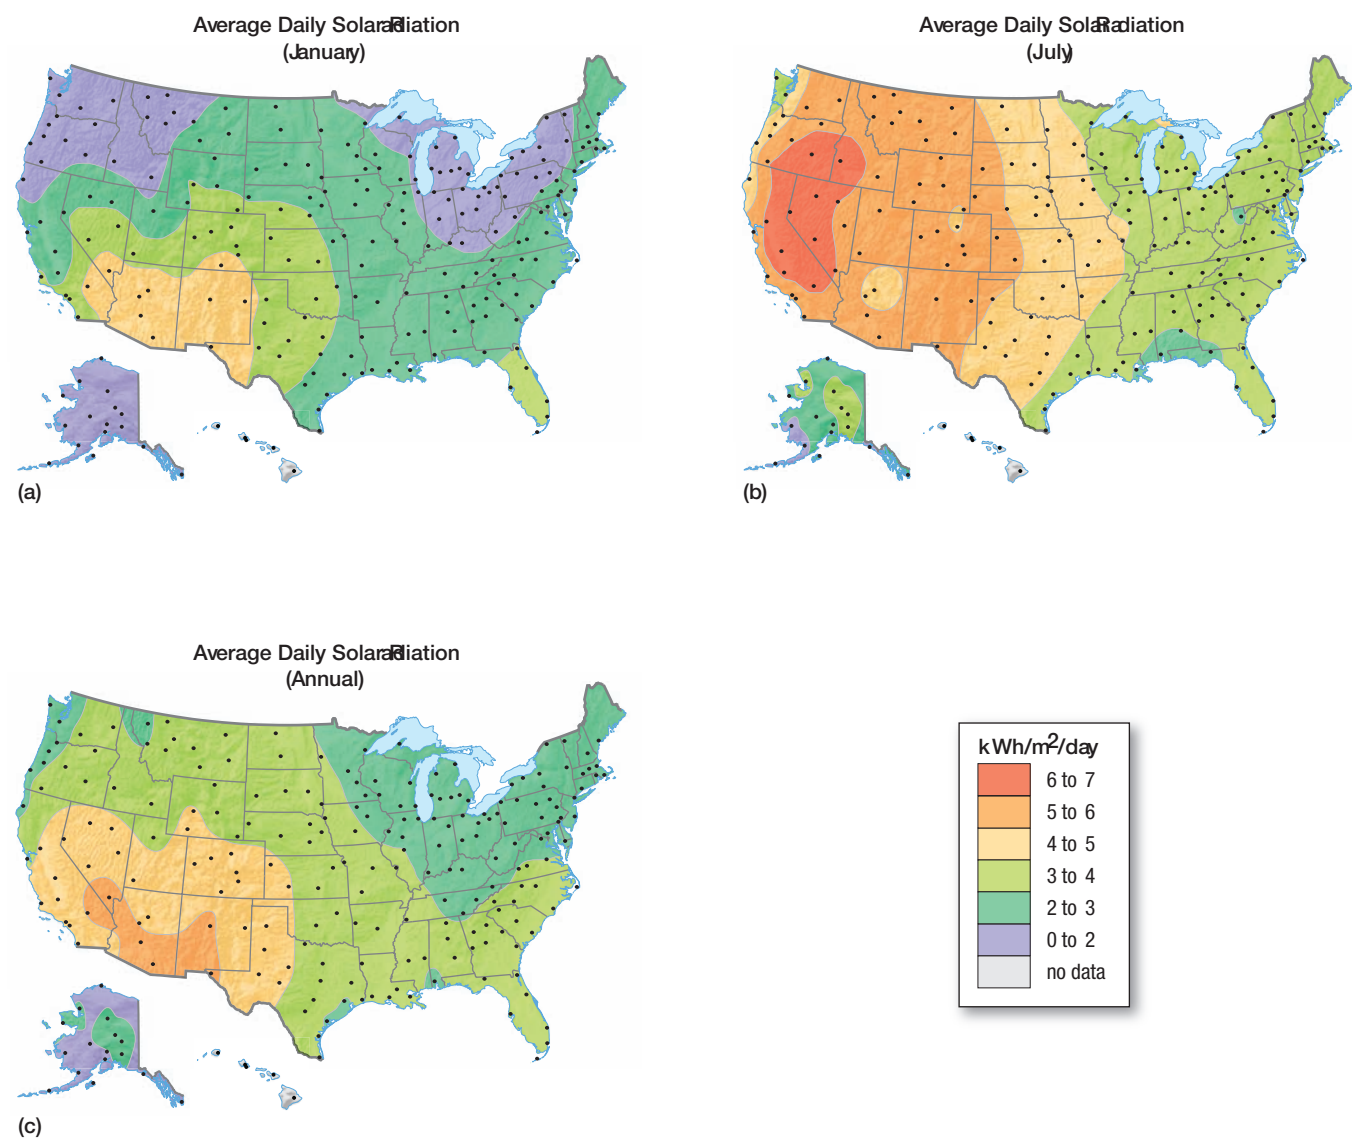 Average Daily Solar Radiation
(January)
Average Daily Solar Radiation
(July)
(a)
(b)
Average Daily Solar Radiation
(Annual)
kWh/m2/day
6 to 7
5 to 6
4 to 5
3 to 4
2 to 3
0 to 2
no data
(c)